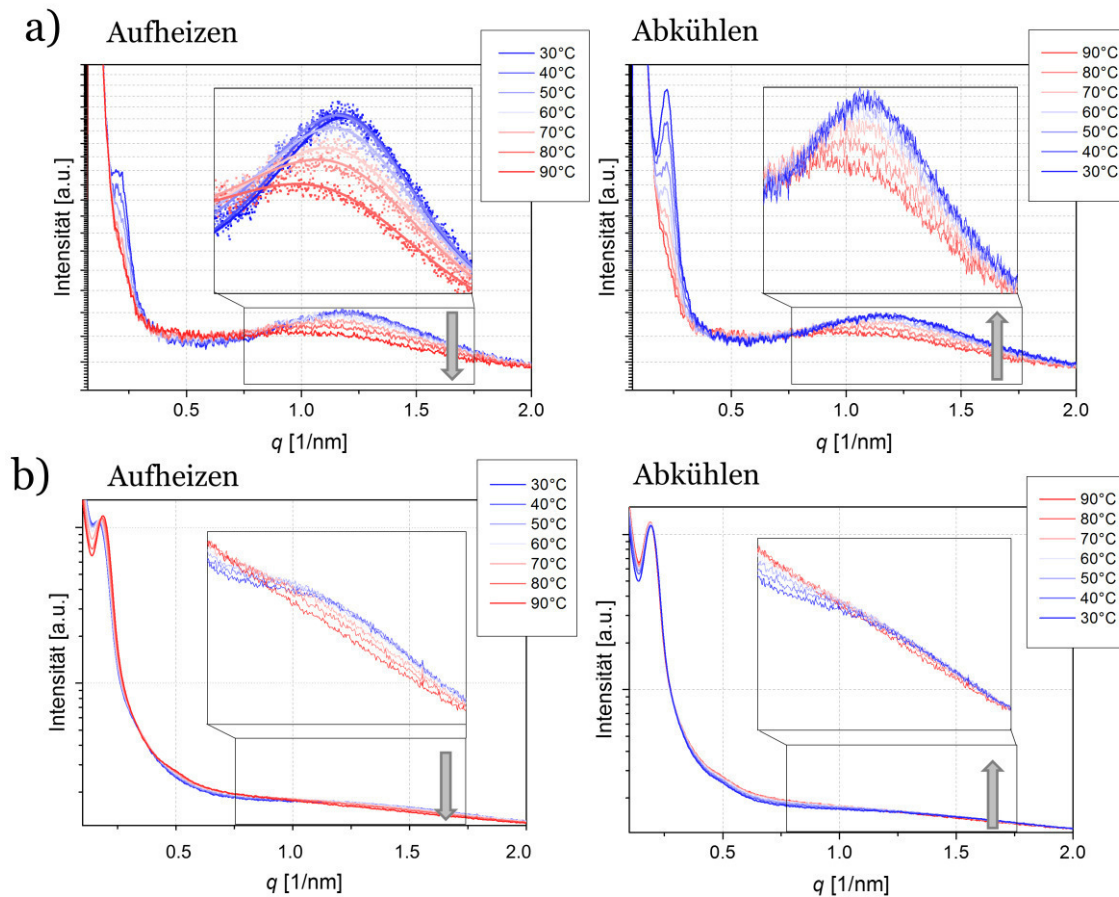 a)
Aufheizen
30°C
40°C
50°C
60°C
70°C
80°C
90°C
Intensität [a.u.]
0.5
1.0
1.5
2.0
q [1/nm]
Abkühlen
90°C
80°C
70°C
60°C
50°C
40°C
30°C
Intensität [a.u.]
0.5
1.0
1.5
2.0
q [1/nm]
b)
Aufheizen
30°C
40°C
50°C
60°C
70°C
80°C
90°C
Intensität [a.u.]
0.5
1.0
1.5
2.0
q [1/nm]
Abkühlen
90°C
80°C
70°C
60°C
50°C
40°C
30°C
Intensität [a.u.]
0.5
1.0
1.5
2.0
q [1/nm]